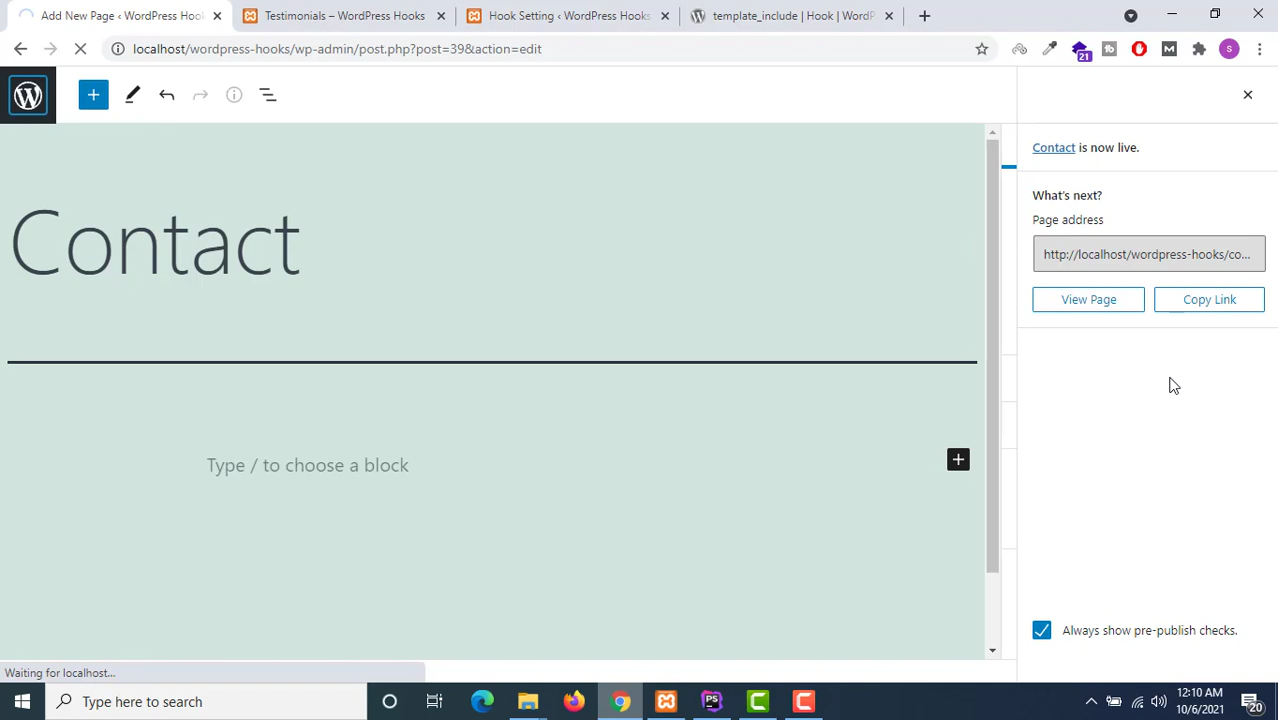 Add New Page ‹ WordPress Hoo
Testimonials – WordPress Hooks
Hook Setting ‹ WordPress Hooks
template_include | Hook | WordP
localhost/wordpress-hooks/wp-admin/post.php?post=39&action=edit
21
S
Contact is now live.
What's next?
Page address
http://localhost/wordpress-hooks/co...
View Page
Copy Link
Contact
Type / to choose a block
Always show pre-publish checks.
Waiting for localhost...
Type here to search
PS
12:10 AM
10/6/2021
20